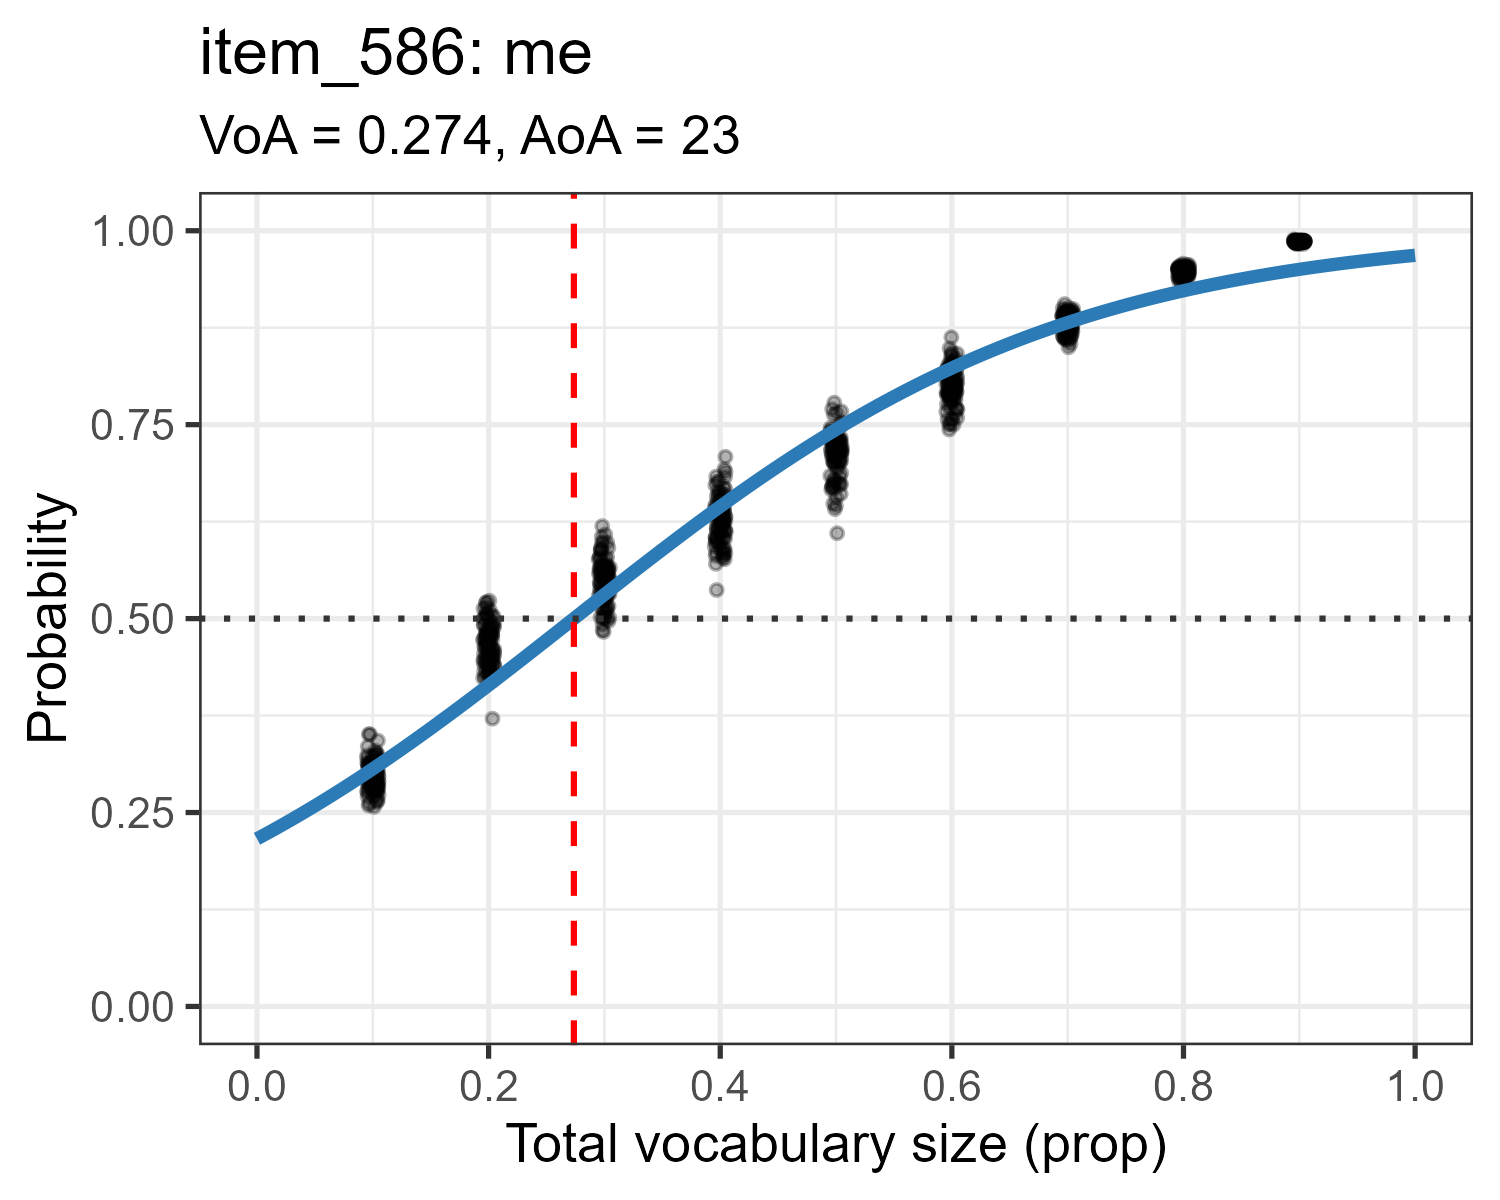 item_586: me
VoA = 0.274, AoA = 23
1.00
0.75
0.50
0.25
0.00
Probability
0.0 0.2 0.4 0.6 0.8 1.0
Total vocabulary size (prop)